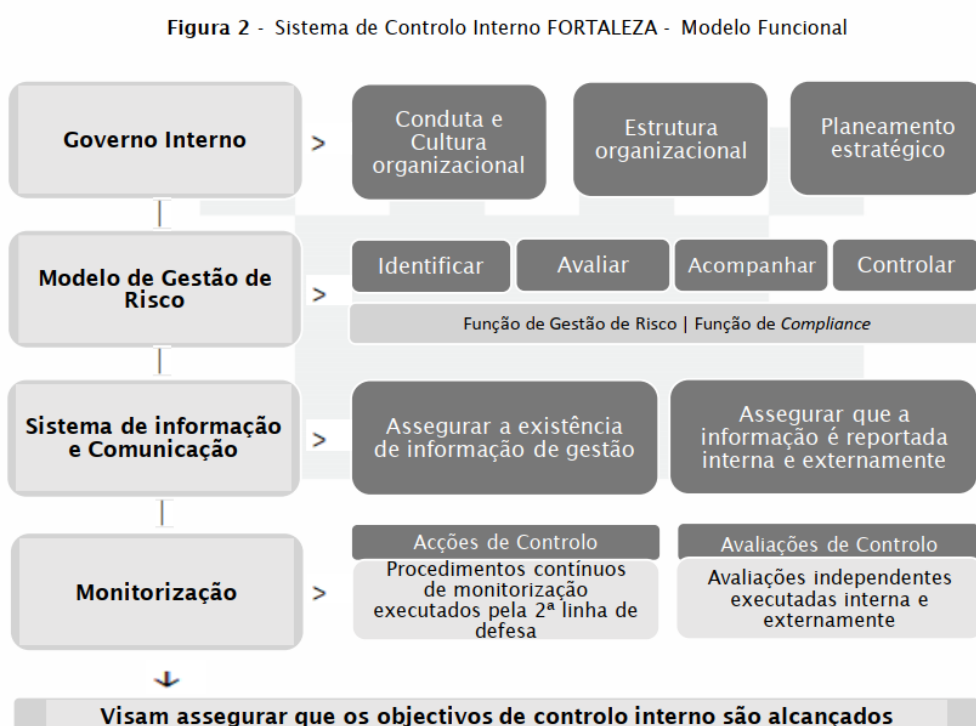 Figura 2 - Sistema de Controlo Interno FORTALEZA - Modelo Funcional
Governo Interno
>
Conduta e
Cultura
organizacional
Estrutura
organizacional
Planeamento
estratégico
Modelo de Gestão de
Risco
>
Identificar
Avaliar
Acompanhar
Controlar
Função de Gestão de Risco | Função de Compliance
Sistema de informação
e Comunicação
>
Assegurar a existência
de informação de gestão
Assegurar que a
informação é reportada
interna e externamente
Monitorização
>
Acções de Controlo
Procedimentos contínuos
de monitorização
executados pela 2ª linha de
defesa
Avaliações de Controlo
Avaliações independentes
executadas interna e
externamente
Visam assegurar que os objectivos de controlo interno são alcançados